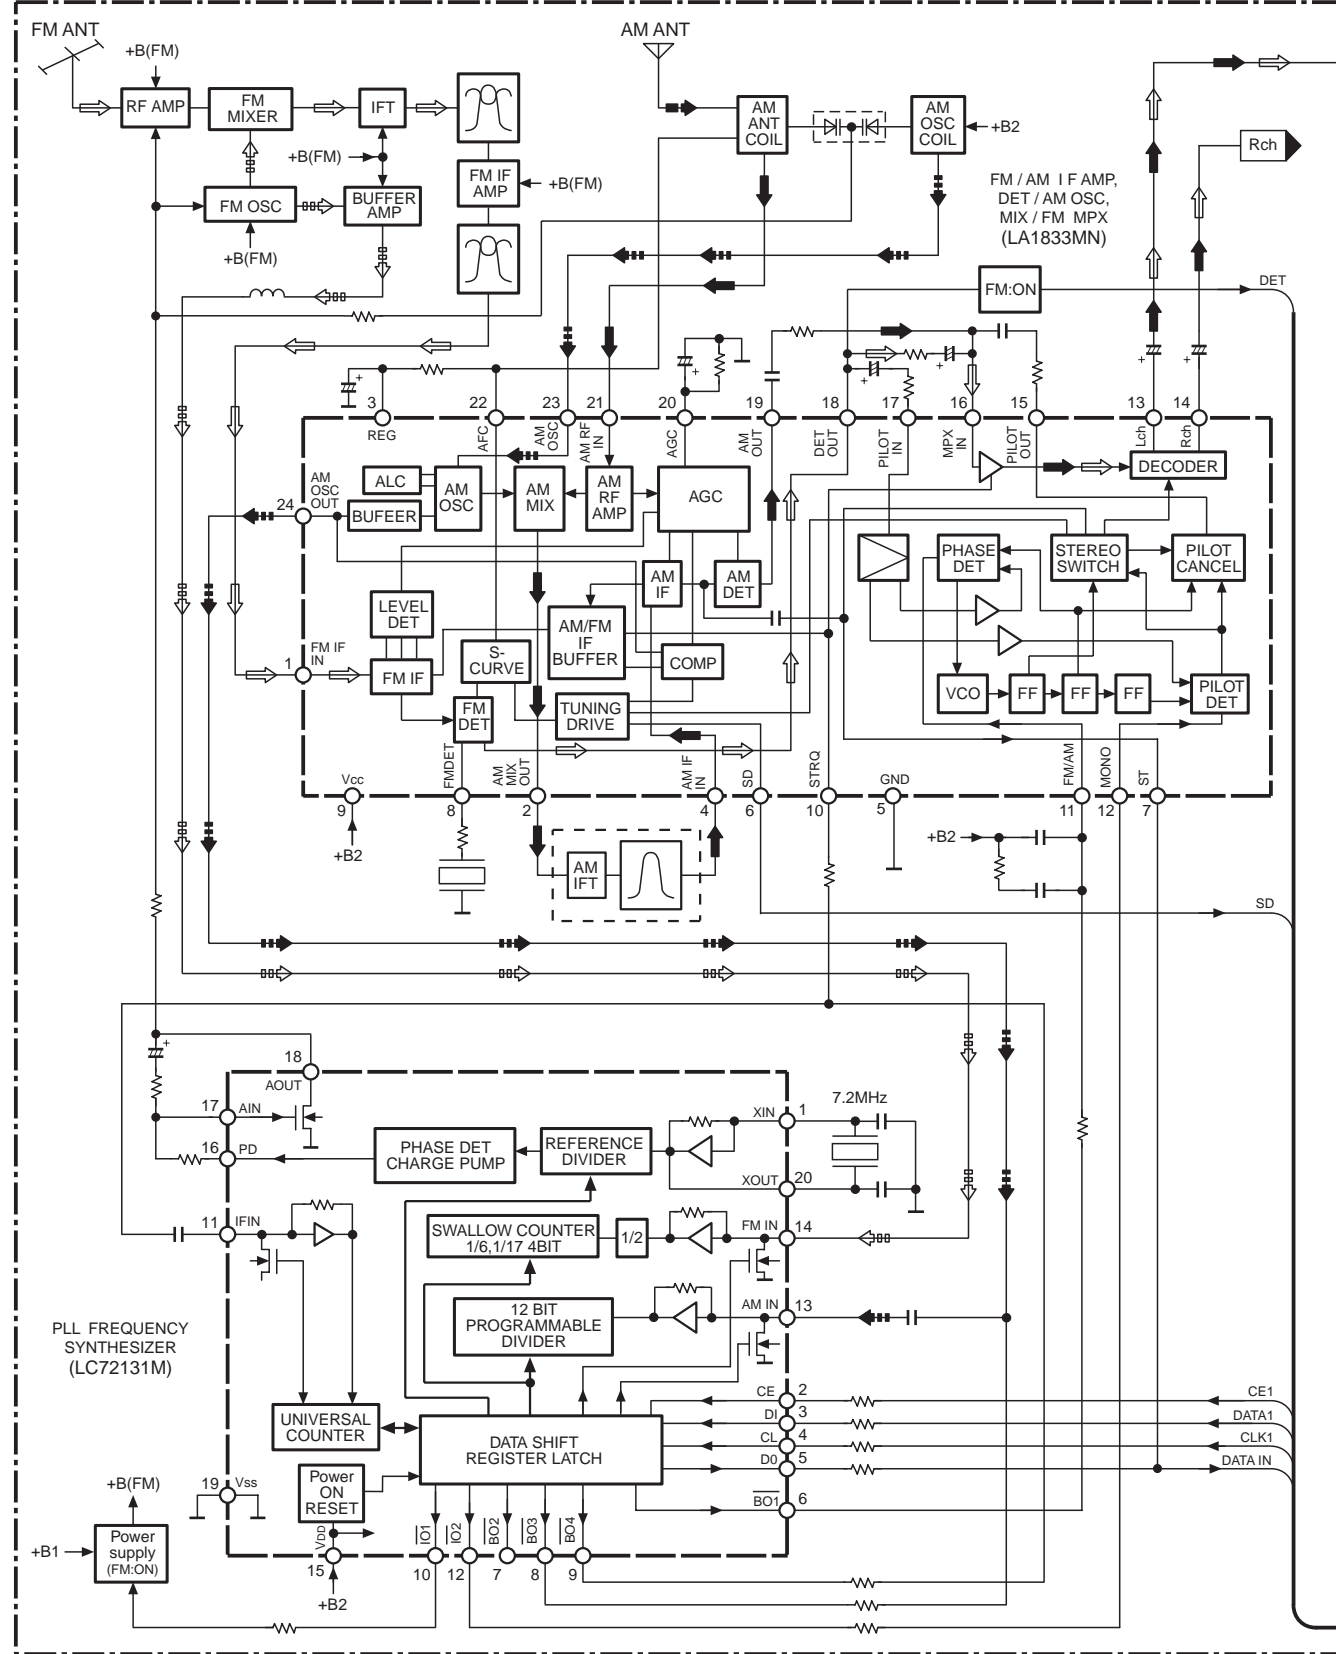 FM ANT
+B(FM)
RF AMP
FM
MIXER
IFT
+B(FM)
FM IF
AMP
+B(FM)
FM OSC
BUFFER
AMP
+B(FM)
AM ANT
AM
ANT
COIL
AM
OSC
COIL
+B2
FM / AM I F AMP,
DET / AM OSC,
MIX / FM MPX
(LA1833MN)
Rch
FM:ON
DET
3
REG
22
AFC
23
AM
OSC
21
AM RF
IN
20
AGC
19
AM
OUT
18
DET
OUT
17
PILOT
IN
16
MPX
IN
15
PILOT
OUT
13
Lch
14
Rch
+
+
+
+
+
+
24
AM
OSC
OUT
ALC
BUFEER
AM
OSC
AM
MIX
AM
RF
AMP
AGC
DECODER
LEVEL
DET
AM
IF
AM
DET
PHASE
DET
STEREO
SWITCH
PILOT
CANCEL
AM/FM
IF
BUFFER
1
FM IF
IN
FM IF
S-
CURVE
COMP
FM
DET
TUNING
DRIVE
VCO
FF
FF
FF
PILOT
DET
Vcc
9
+B2
FMDET
8
AM
MIX
OUT
2
AM IF
IN
4
SD
6
STRQ
10
GND
5
FM/AM
11
MONO
12
ST
7
+B2
AM
IFT
SD
+
18
AOUT
17
AIN
16
PD
PHASE DET
CHARGE PUMP
REFERENCE
DIVIDER
XIN
1
7.2MHz
XOUT
20
11
IFIN
SWALLOW COUNTER
1/6,1/17 4BIT
1/2
FM IN
14
12 BIT
PROGRAMMABLE
DIVIDER
AM IN
13
PLL FREQUENCY
SYNTHESIZER
(LC72131M)
UNIVERSAL
COUNTER
DATA SHIFT
REGISTER LATCH
CE
2
CE1
DI
3
DATA1
CL
4
CLK1
D0
5
DATA IN
BO1
6
19
Vss
Power
ON
RESET
VDD
15
+B2
+B(FM)
+B1
Power
supply
(FM:ON)
IO1
10
IO2
12
BO2
7
BO3
8
BO4
9